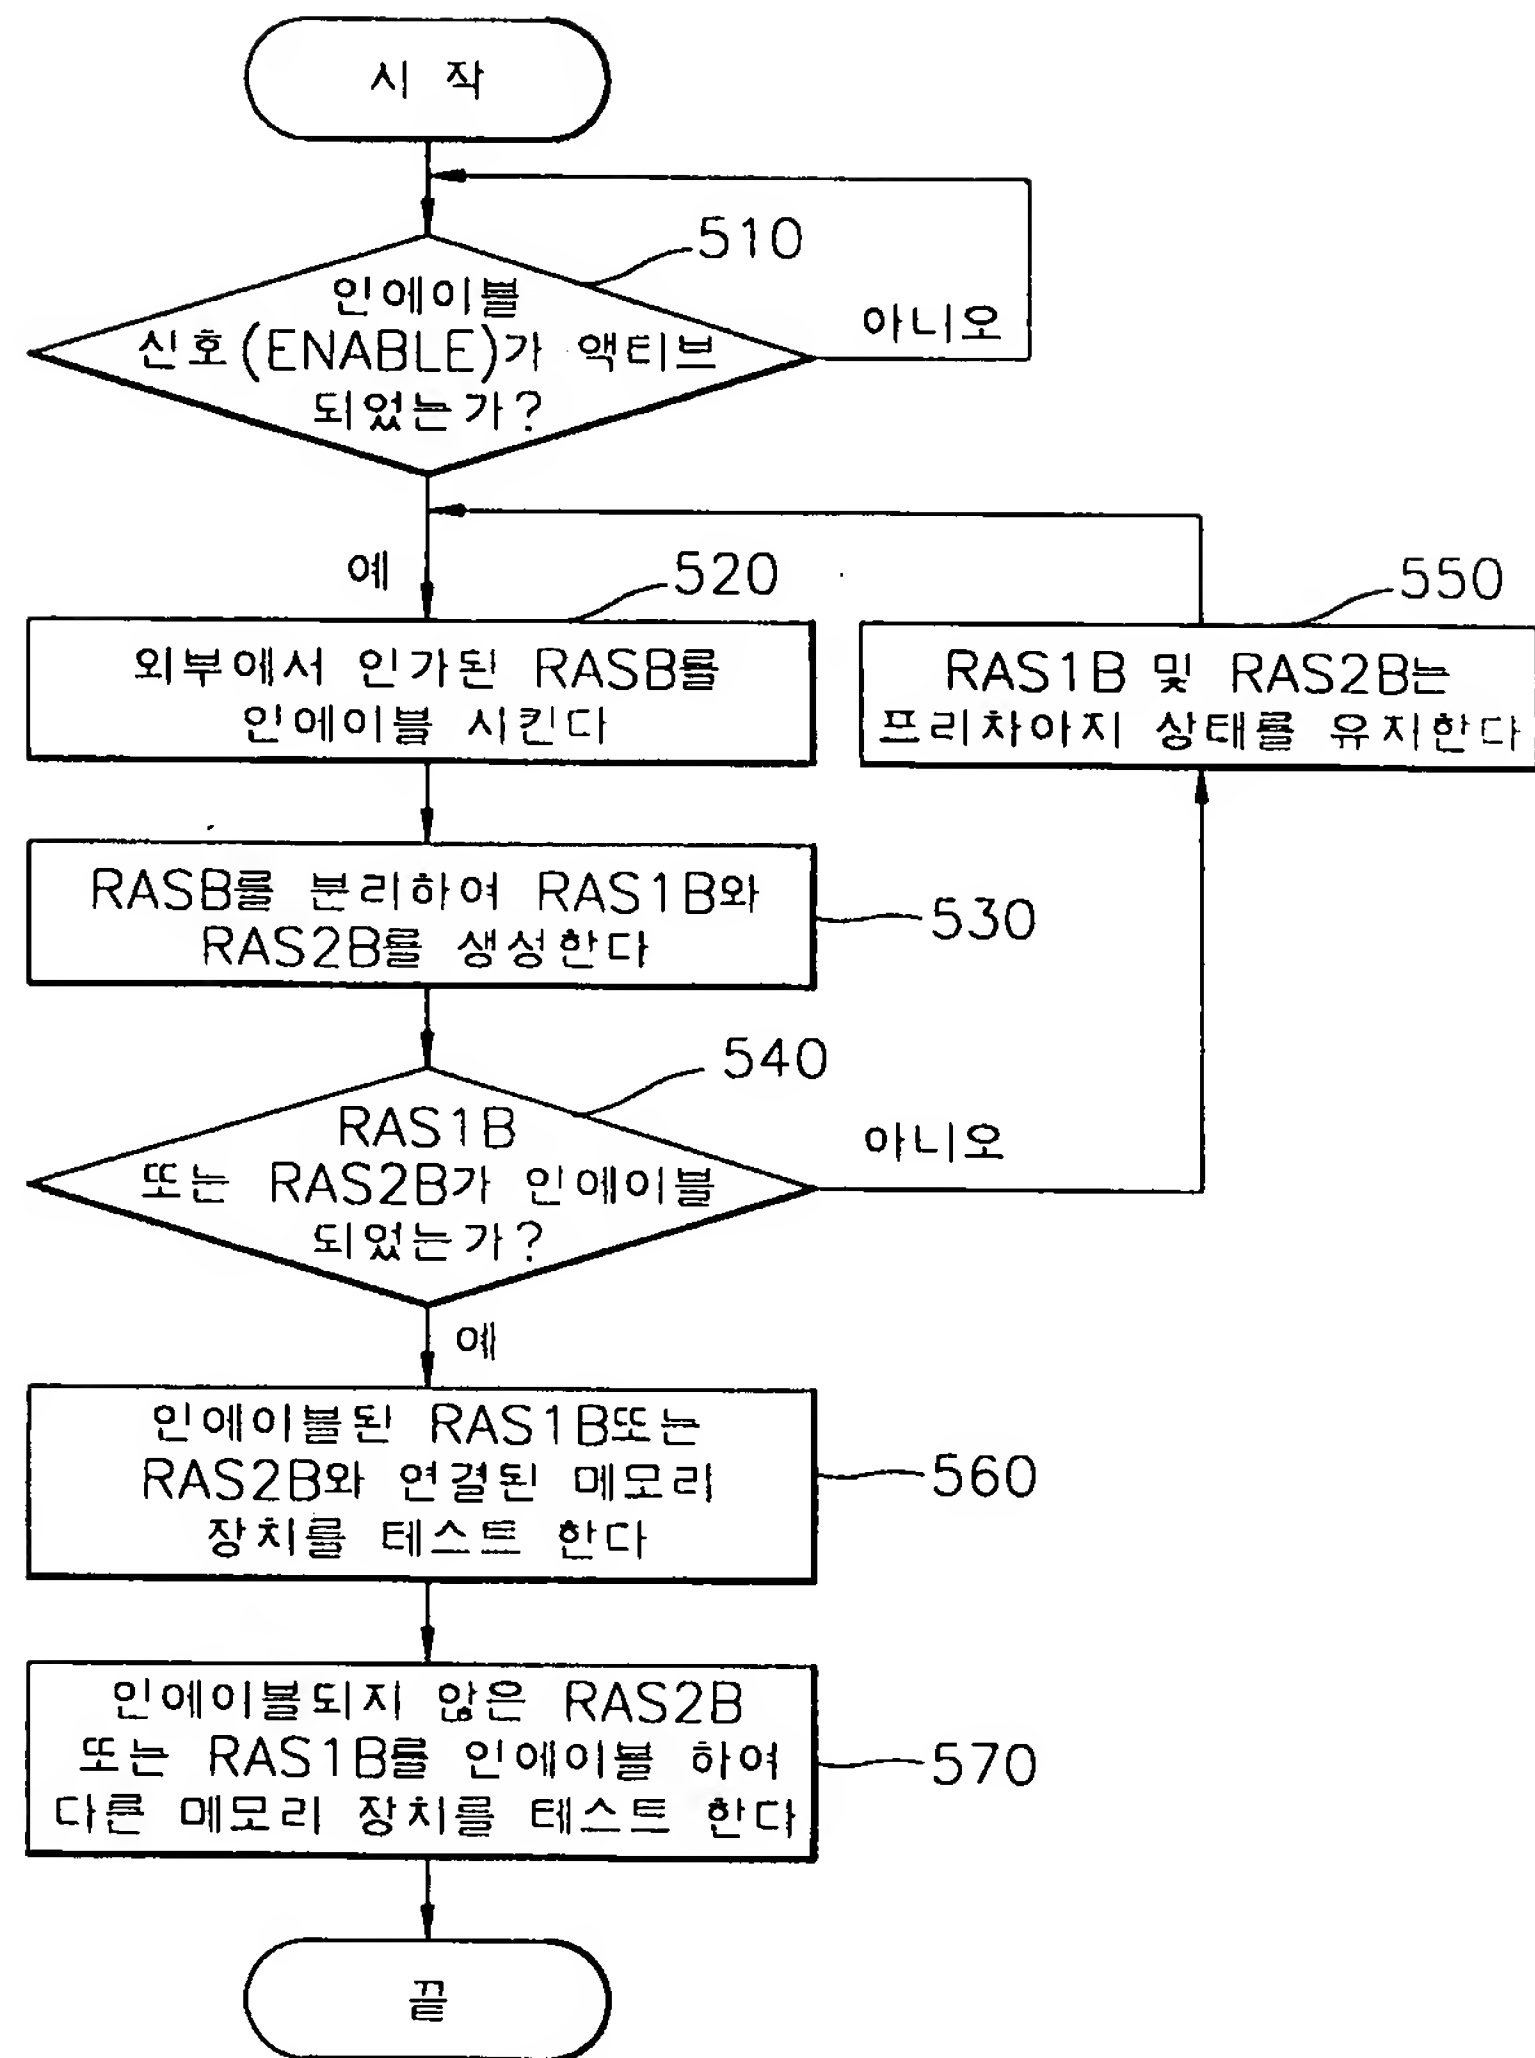 시 작
510
인에이블
신호(ENABLE)가 액티브
되었는가?
아니오
예
520
외부에서 인가된 RASB를
인에이블 시킨다
550
RAS1B 및 RAS2B는
프리차아지 상태를 유지한다
RASB를 분리하여 RAS1B와
RAS2B를 생성한다
530
540
RAS1B
또는 RAS2B가 인에이블
되었는가?
아니오
예
인에이블된 RAS1B또는
RAS2B와 연결된 메모리
장치를 테스트 한다
560
인에이블되지 않은 RAS2B
또는 RAS1B를 인에이블 하여
다른 메모리 장치를 테스트 한다
570
끝